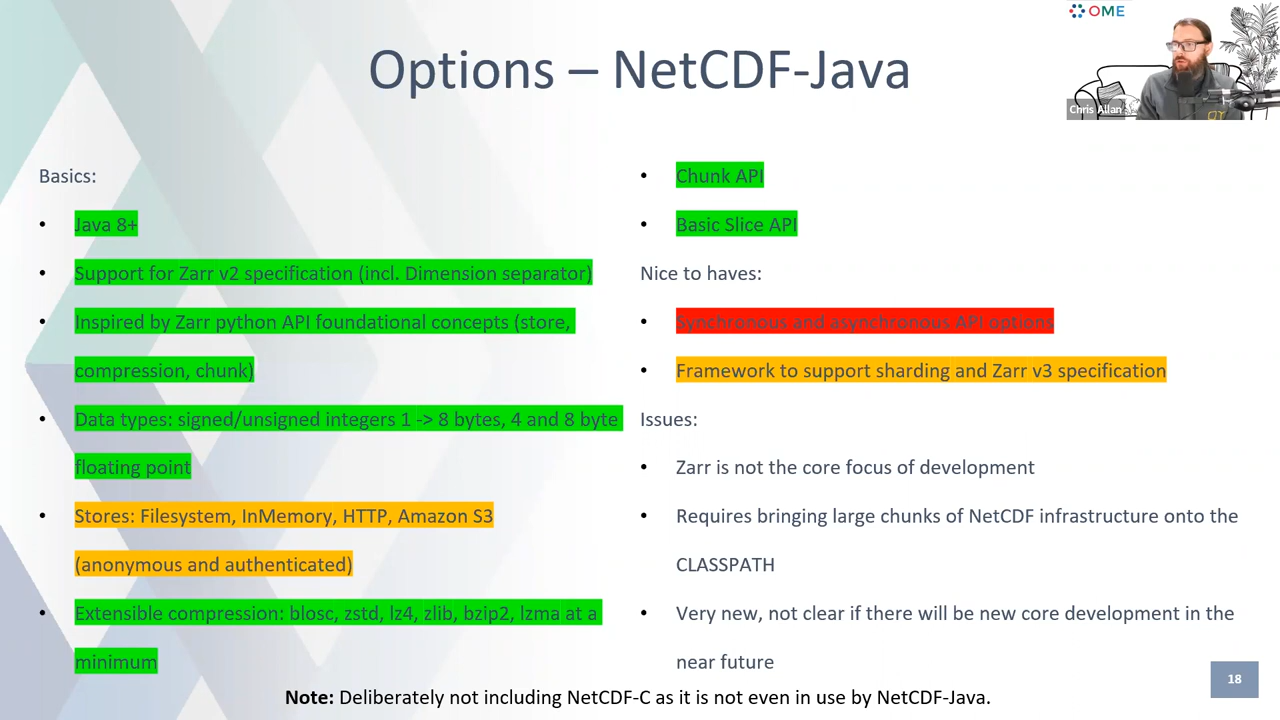 OME
Options – NetCDF-Java
Chris Allan
Basics:
• Java 8+
• Support for Zarr v2 specification (incl. Dimension separator)
• Inspired by Zarr python API foundational concepts (store,
compression, chunk)
• Data types: signed/unsigned integers 1 -> 8 bytes, 4 and 8 byte
floating point
• Stores: Filesystem, InMemory, HTTP, Amazon S3
(anonymous and authenticated)
• Extensible compression: blosc, zstd, lz4, zlib, bzip2, lzma at a
minimum
• Chunk API
• Basic Slice API
Nice to haves:
• Synchronous and asynchronous API options
• Framework to support sharding and Zarr v3 specification
Issues:
• Zarr is not the core focus of development
• Requires bringing large chunks of NetCDF infrastructure onto the
CLASSPATH
• Very new, not clear if there will be new core development in the
near future
18
Note: Deliberately not including NetCDF-C as it is not even in use by NetCDF-Java.